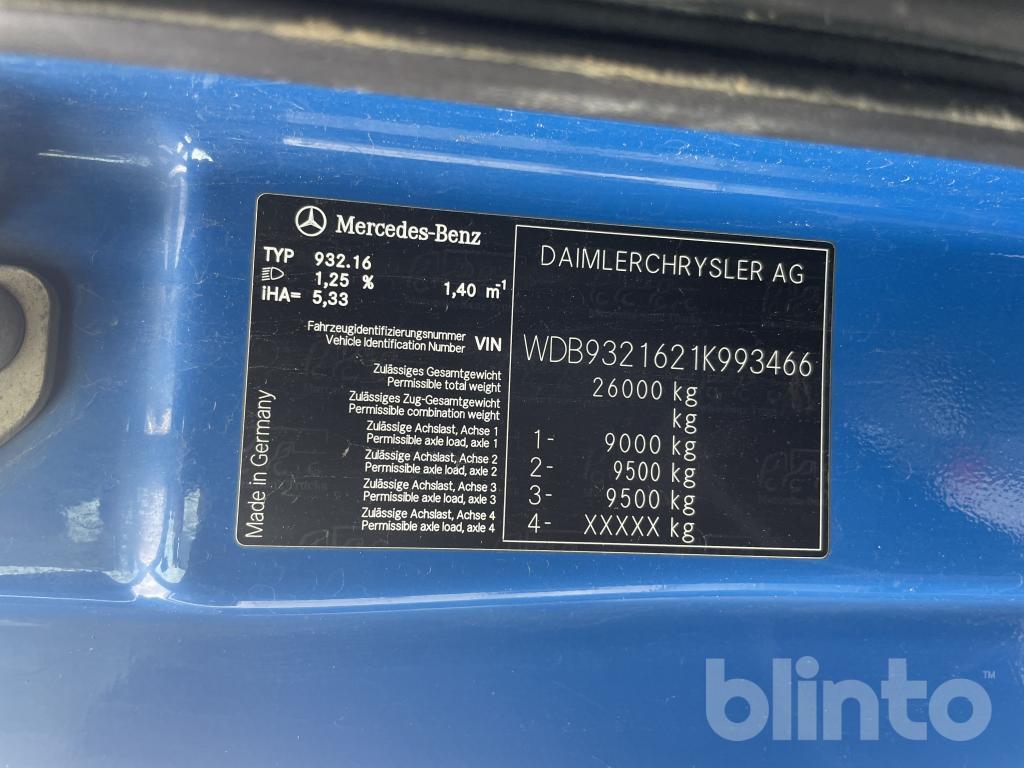 Mercedes-Benz
TYP 932.16
1,25 % 1,40 m⁻¹
iHA= 5,33
Fahrzeugidentifizierungsnummer
Vehicle Identification Number VIN
Zulässiges Gesamtgewicht
Permissible total weight
Zulässiges Zug-Gesamtgewicht
Permissible combination weight
Zulässige Achslast, Achse 1
Permissible axle load, axle 1
Zulässige Achslast, Achse 2
Permissible axle load, axle 2
Zulässige Achslast, Achse 3
Permissible axle load, axle 3
Zulässige Achslast, Achse 4
Permissible axle load, axle 4
Made in Germany
DAIMLERCHRYSLER AG
WDB9321621K993466
26000 kg
kg
1- 9000 kg
2- 9500 kg
3- 9500 kg
4- XXXXX kg
blinto™